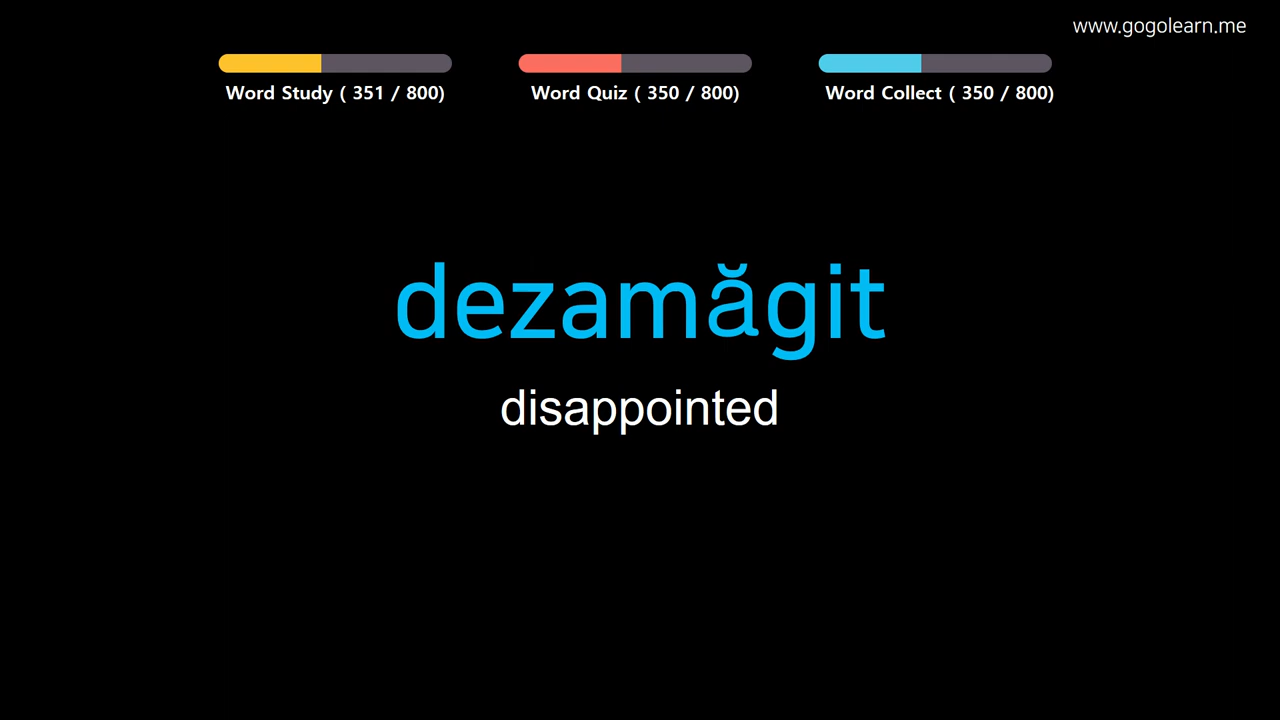 www.gogolearn.me
Word Study ( 351 / 800)
Word Quiz ( 350 / 800)
Word Collect ( 350 / 800)
dezamăgit
disappointed